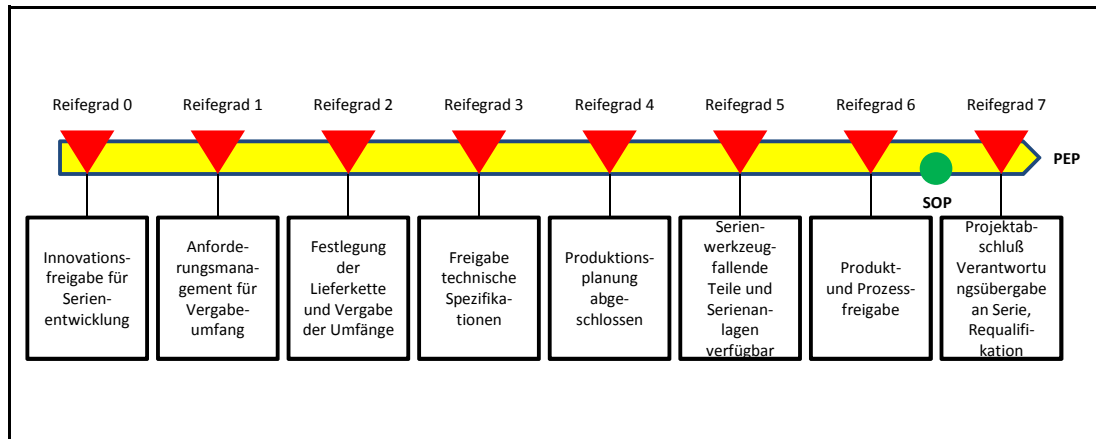 Reifegrad 0
Reifegrad 1
Reifegrad 2
Reifegrad 3
Reifegrad 4
Reifegrad 5
Reifegrad 6
Reifegrad 7
PEP
SOP
Innovations-
freigabe für
Serien-
entwicklung
Anforde-
rungsmana-
gement für
Vergabe-
umfang
Festlegung
der
Lieferkette
und Vergabe
der Umfänge
Freigabe
technische
Spezifika-
tionen
Produktions-
planung
abge-
schlossen
Serien-
werkzeug-
fallende
Teile und
Serienan-
lagen
verfügbar
Produkt-
und Prozess-
freigabe
Projektab-
schluß
Verantwortu
ngsübergabe
an Serie,
Requalifi-
kation